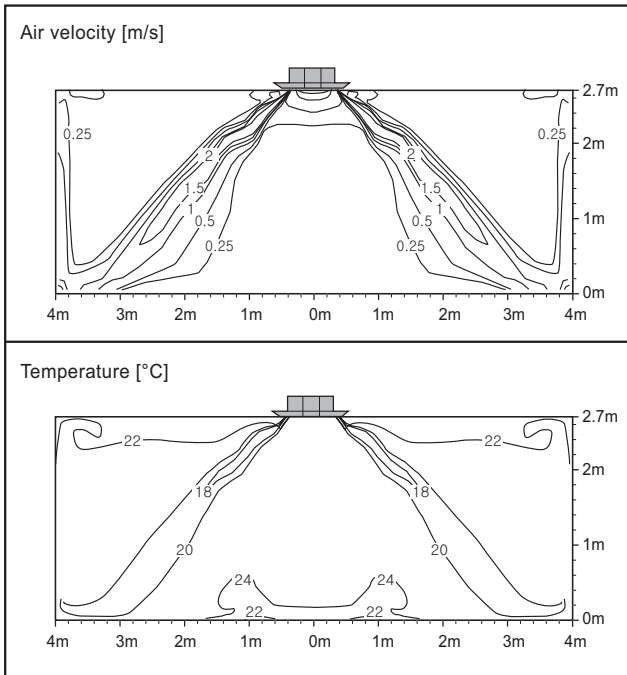 Air velocity [m/s]
2.7m
0.25 0.25
2m
2 2
1.5 1.5
1 1
1m
0.5 0.5
0.25 0.25
0m
4m 3m 2m 1m 0m 1m 2m 3m 4m
Temperature [°C]
2.7m
22 22
2m
18 18
20 20
1m
24 24
22 22
0m
4m 3m 2m 1m 0m 1m 2m 3m 4m